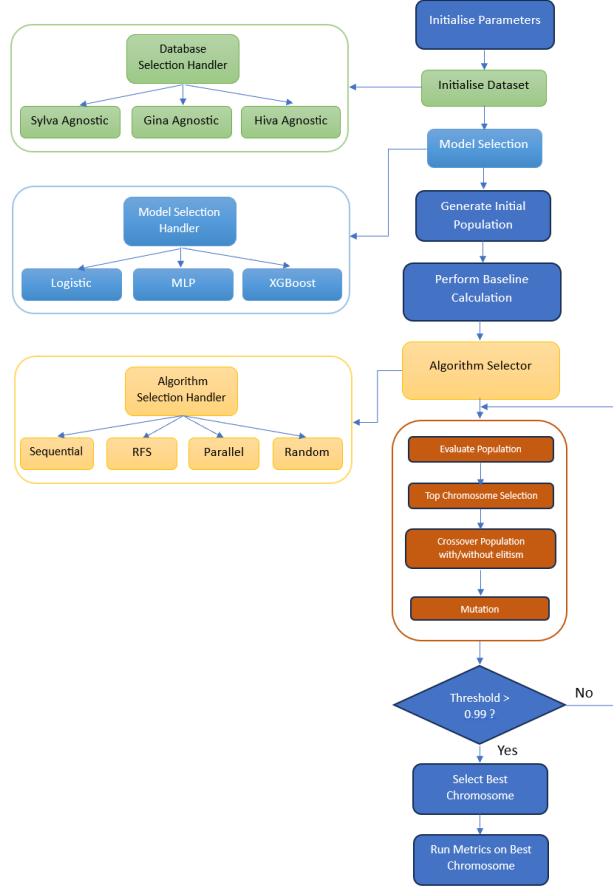 Initialise Parameters
Database
Selection Handler
Sylva Agnostic
Gina Agnostic
Hiva Agnostic
Initialise Dataset
Model Selection
Model Selection
Handler
Logistic
MLP
XGBoost
Generate Initial
Population
Perform Baseline
Calculation
Algorithm Selector
Algorithm
Selection Handler
Sequential
RFS
Parallel
Random
Evaluate Population
Top Chromosome Selection
Crossover Population
with/without elitism
Mutation
Threshold >
0.99 ?
No
Yes
Select Best
Chromosome
Run Metrics on Best
Chromosome